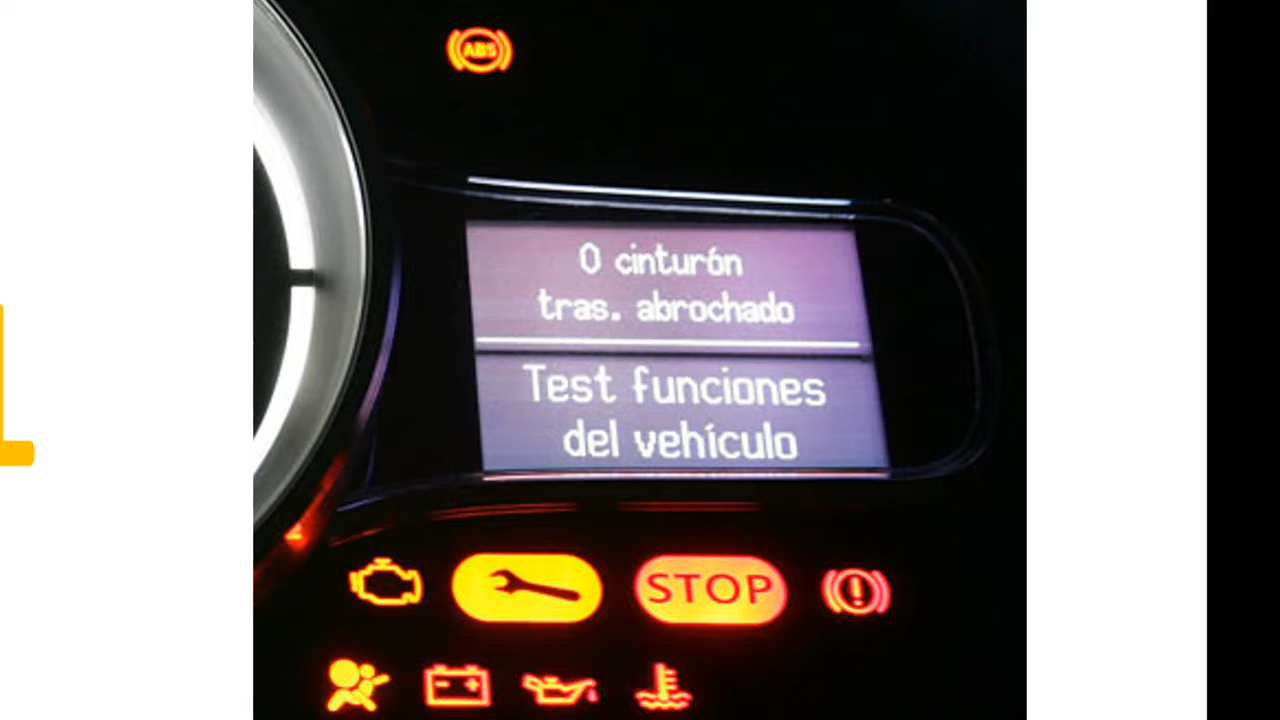 ABS
0 cinturón
tras. abrochado
Test funciones
del vehículo
STOP